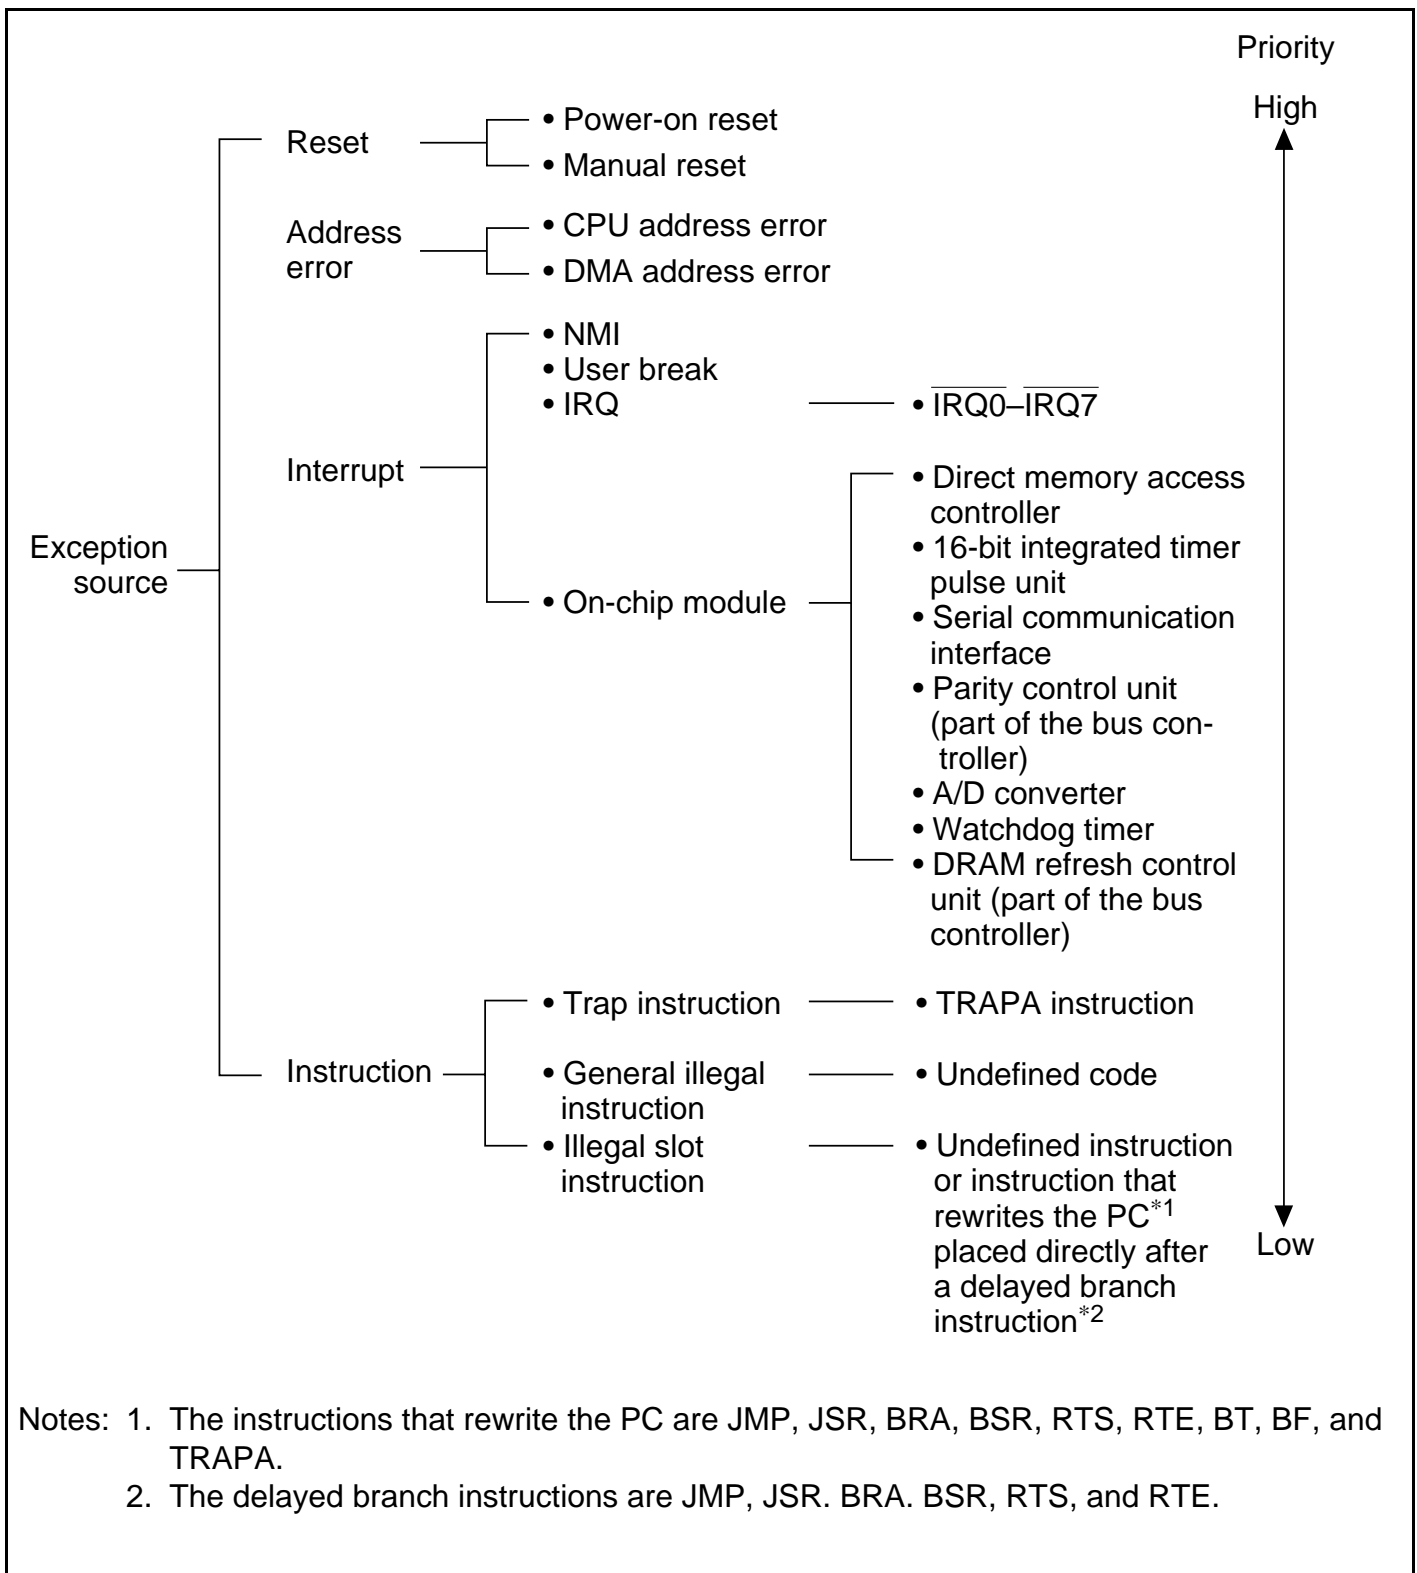 Priority
High
Reset
• Power-on reset
• Manual reset
Address
error
• CPU address error
• DMA address error
• NMI
• User break
• IRQ
• IRQ0–IRQ7
Interrupt
• Direct memory access
controller
• 16-bit integrated timer
pulse unit
• Serial communication
interface
• Parity control unit
(part of the bus con-
troller)
• A/D converter
• Watchdog timer
• DRAM refresh control
unit (part of the bus
controller)
Exception
source
• On-chip module
• Trap instruction
• TRAPA instruction
Instruction
• General illegal
instruction
• Undefined code
• Illegal slot
instruction
• Undefined instruction
or instruction that
rewrites the PC*1
placed directly after
a delayed branch
instruction*2
Low
Notes: 1. The instructions that rewrite the PC are JMP, JSR, BRA, BSR, RTS, RTE, BT, BF, and
TRAPA.
2. The delayed branch instructions are JMP, JSR. BRA. BSR, RTS, and RTE.